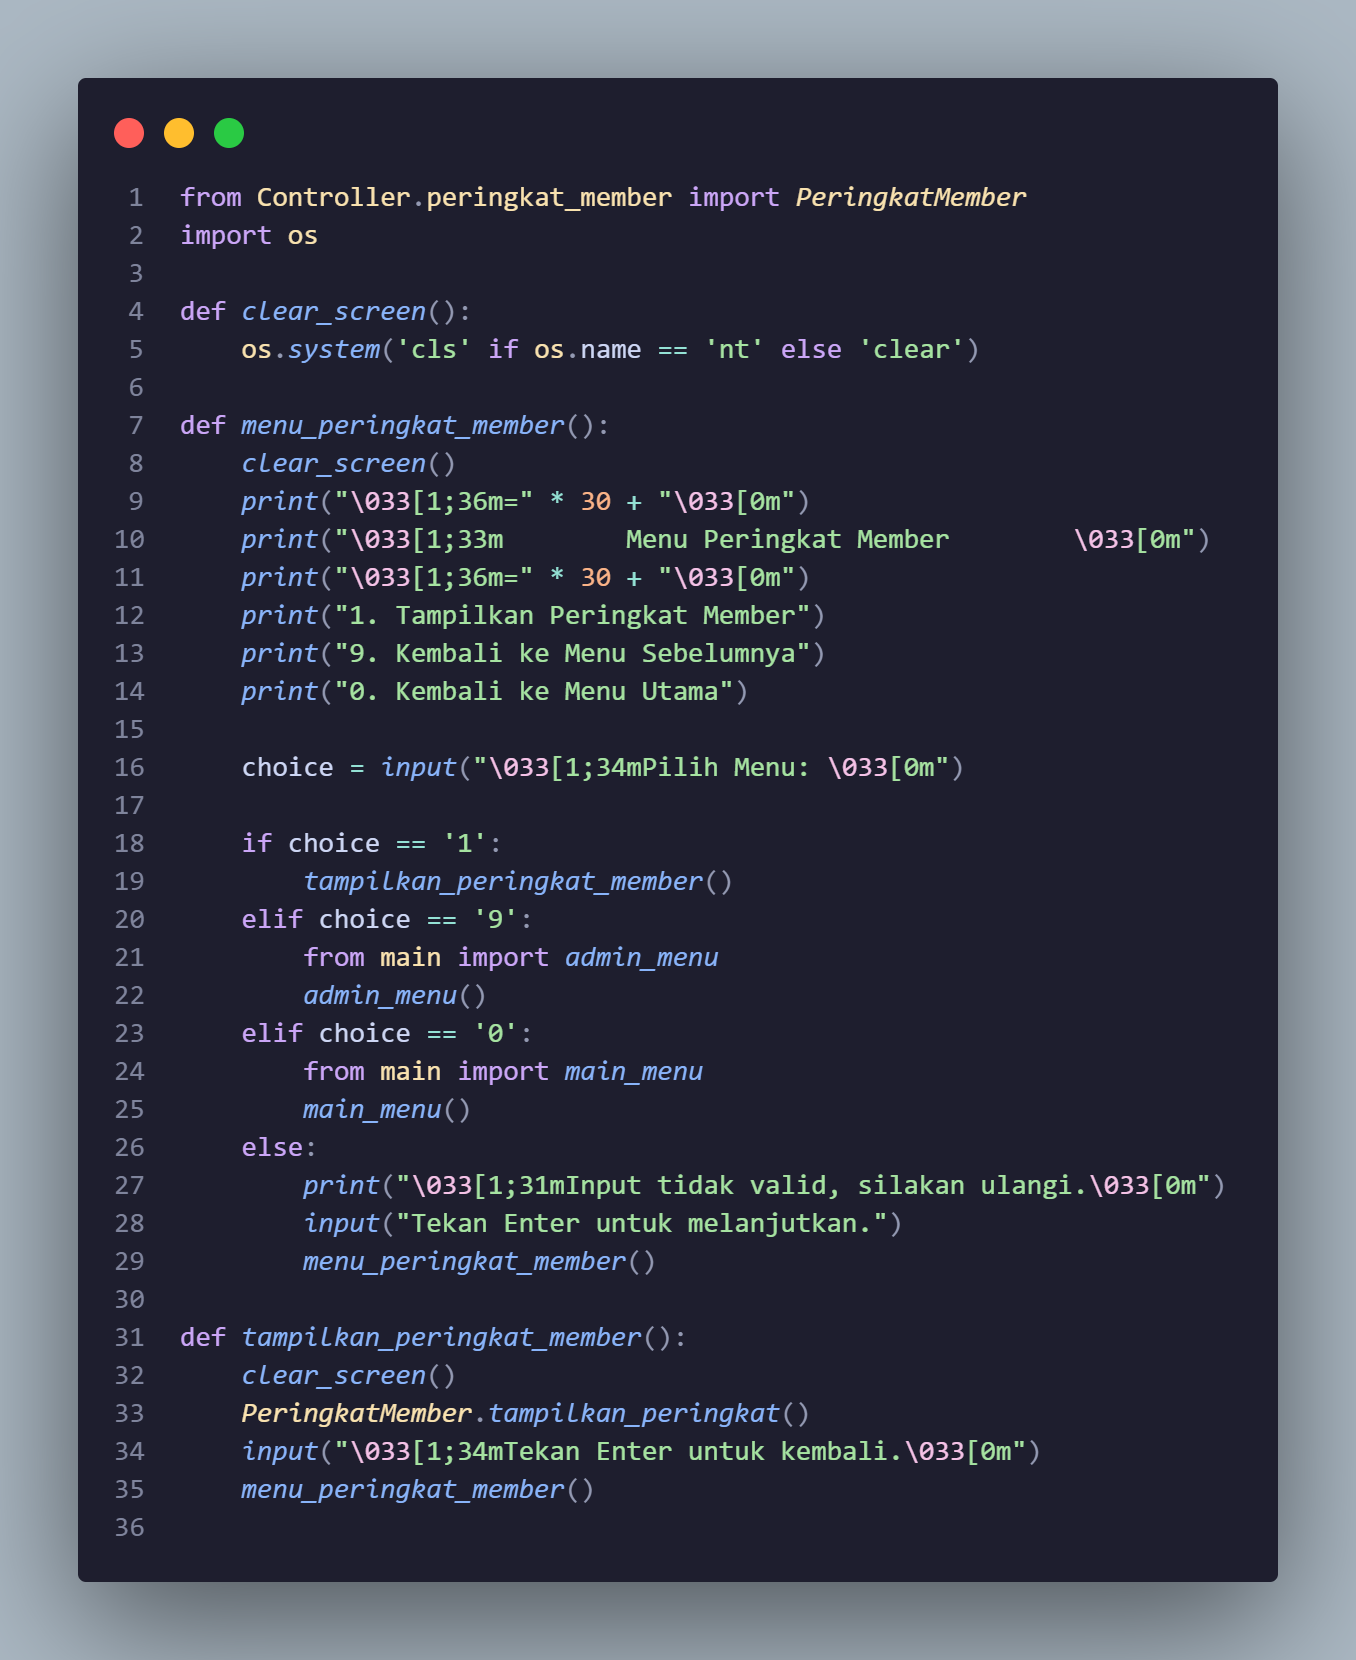 1 from Controller.peringkat_member import PeringkatMember
2 import os
3
4 def clear_screen():
5     os.system('cls' if os.name == 'nt' else 'clear')
6
7 def menu_peringkat_member():
8     clear_screen()
9     print("\033[1;36m=" * 30 + "\033[0m")
10     print("\033[1;33m        Menu Peringkat Member        \033[0m")
11     print("\033[1;36m=" * 30 + "\033[0m")
12     print("1. Tampilkan Peringkat Member")
13     print("9. Kembali ke Menu Sebelumnya")
14     print("0. Kembali ke Menu Utama")
15
16     choice = input("\033[1;34mPilih Menu: \033[0m")
17
18     if choice == '1':
19         tampilkan_peringkat_member()
20     elif choice == '9':
21         from main import admin_menu
22         admin_menu()
23     elif choice == '0':
24         from main import main_menu
25         main_menu()
26     else:
27         print("\033[1;31mInput tidak valid, silakan ulangi.\033[0m")
28         input("Tekan Enter untuk melanjutkan.")
29         menu_peringkat_member()
30
31 def tampilkan_peringkat_member():
32     clear_screen()
33     PeringkatMember.tampilkan_peringkat()
34     input("\033[1;34mTekan Enter untuk kembali.\033[0m")
35     menu_peringkat_member()
36